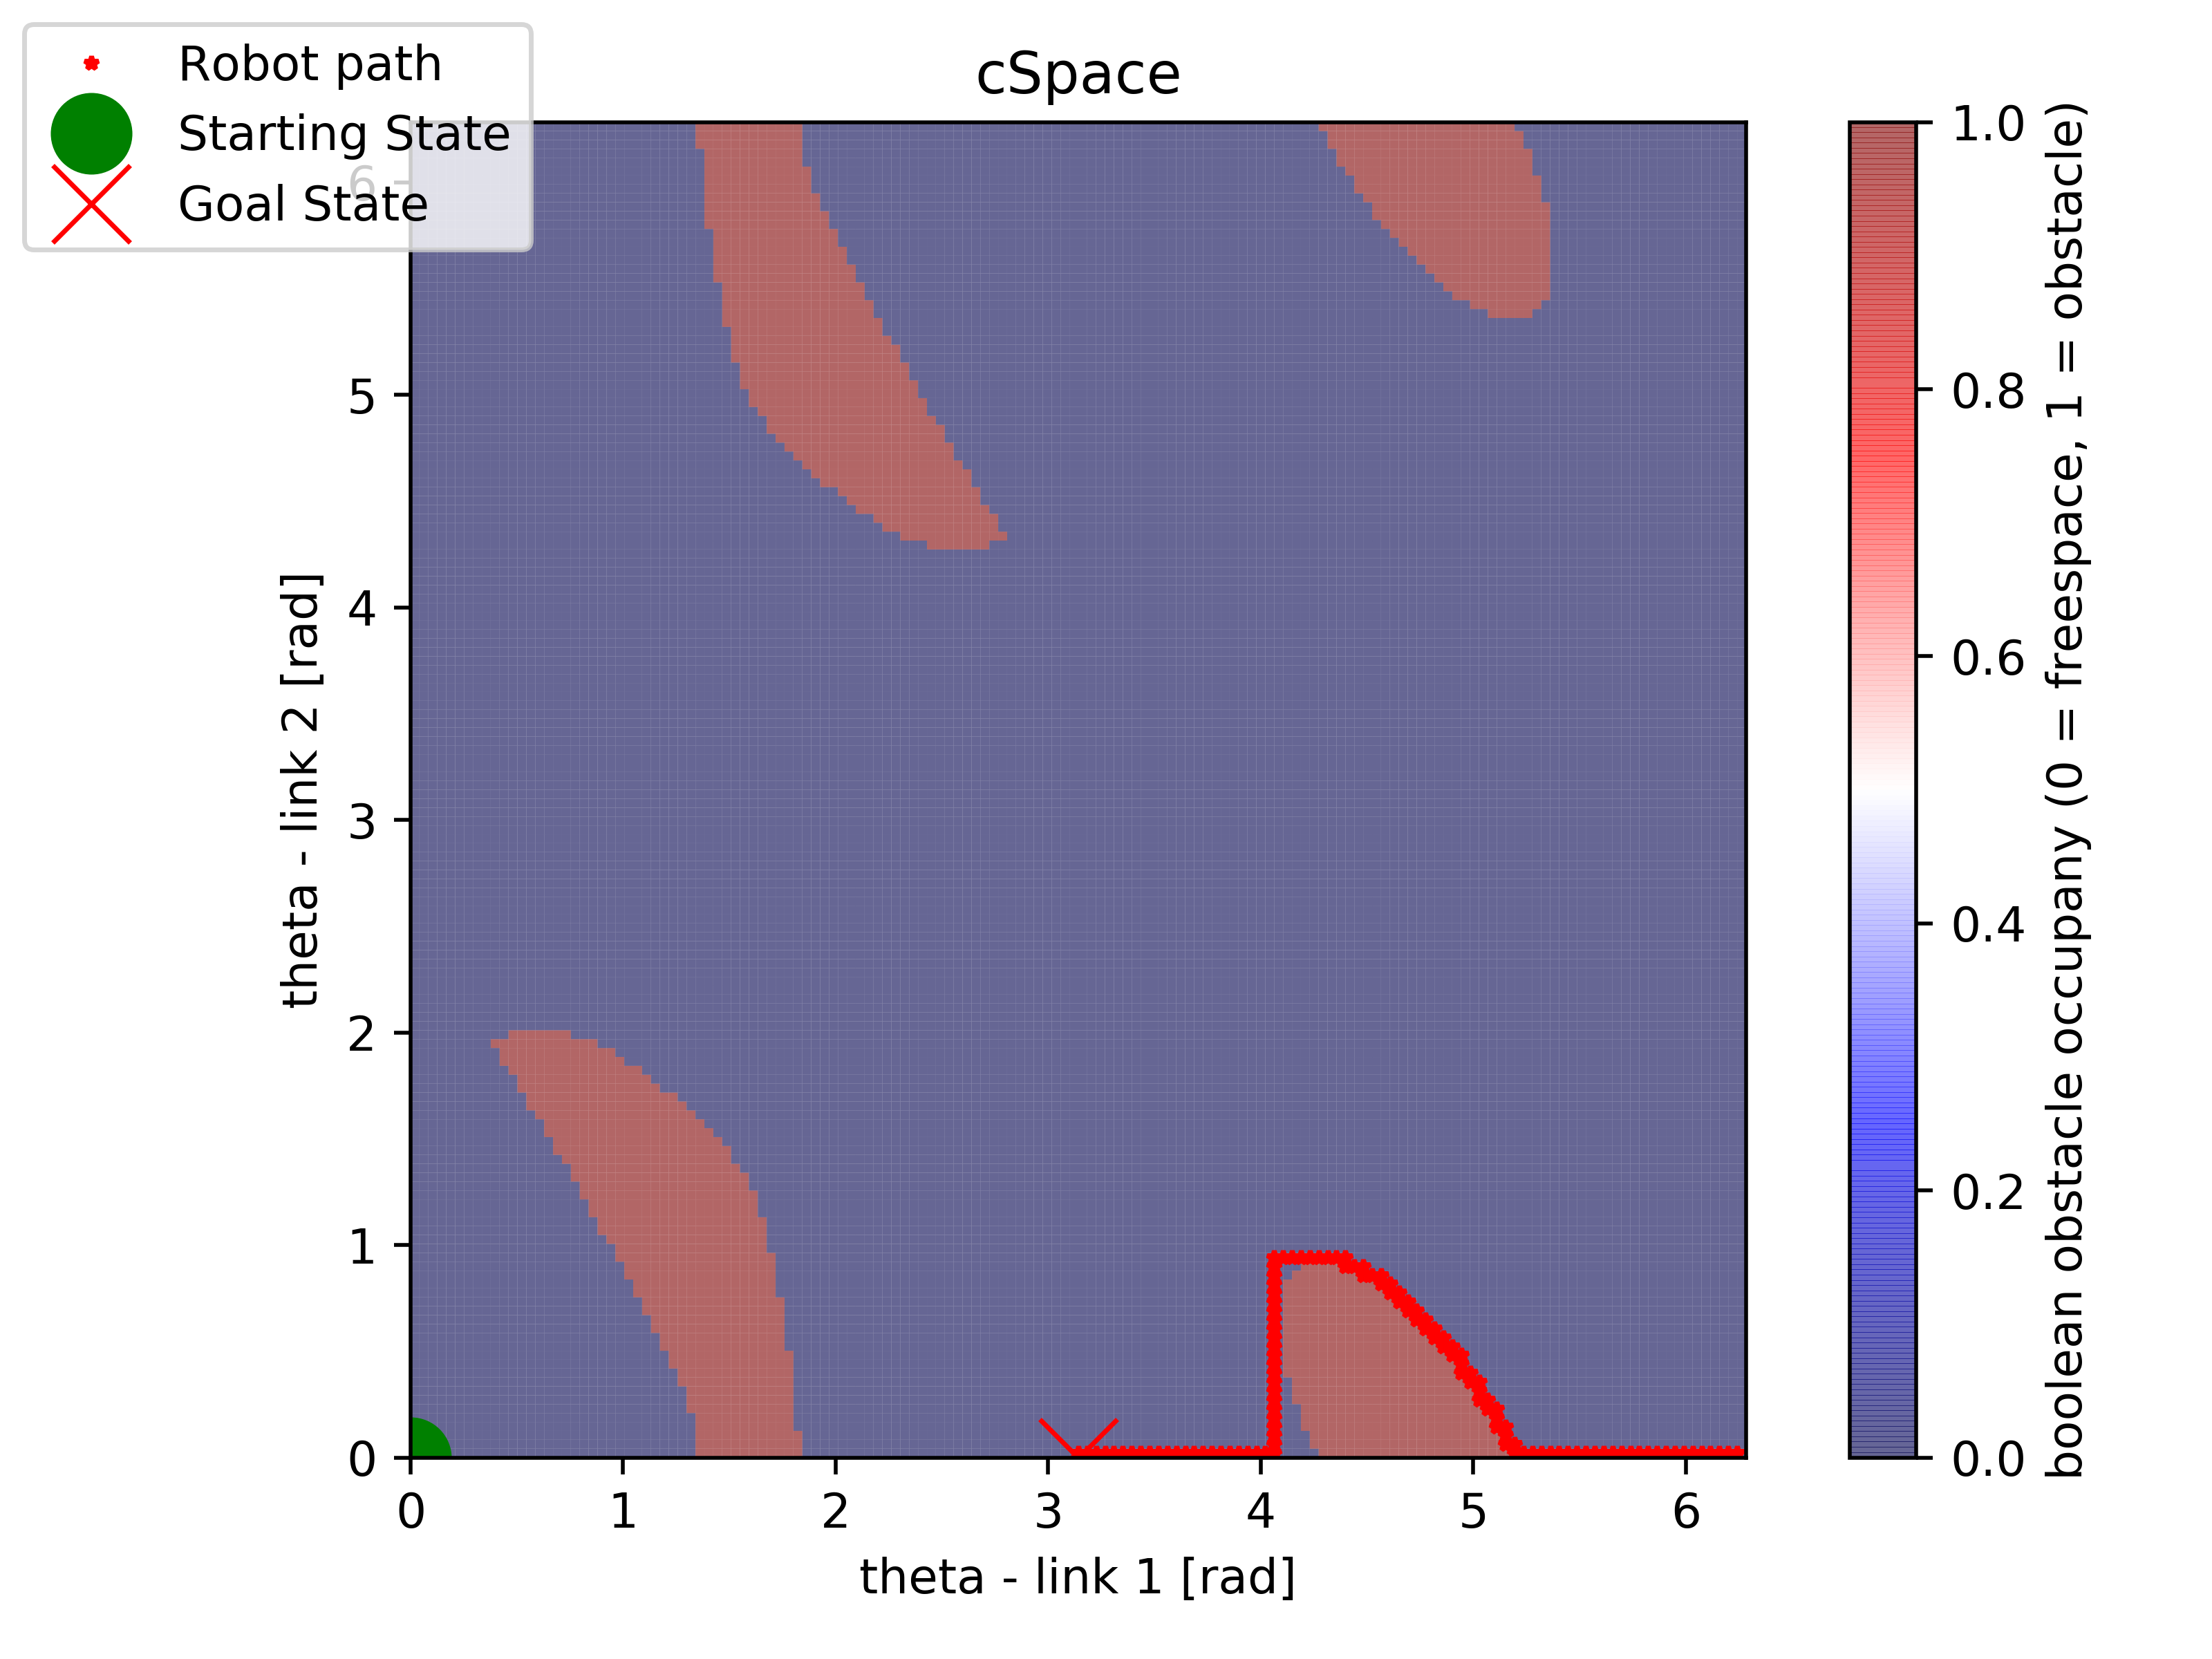 Robot path
Starting State
Goal State
cSpace
6
5
4
3
2
1
0
theta - link 2 [rad]
0 1 2 3 4 5 6
theta - link 1 [rad]
1.0
0.8
0.6
0.4
0.2
0.0
boolean obstacle occupany (0 = freespace, 1 = obstacle)